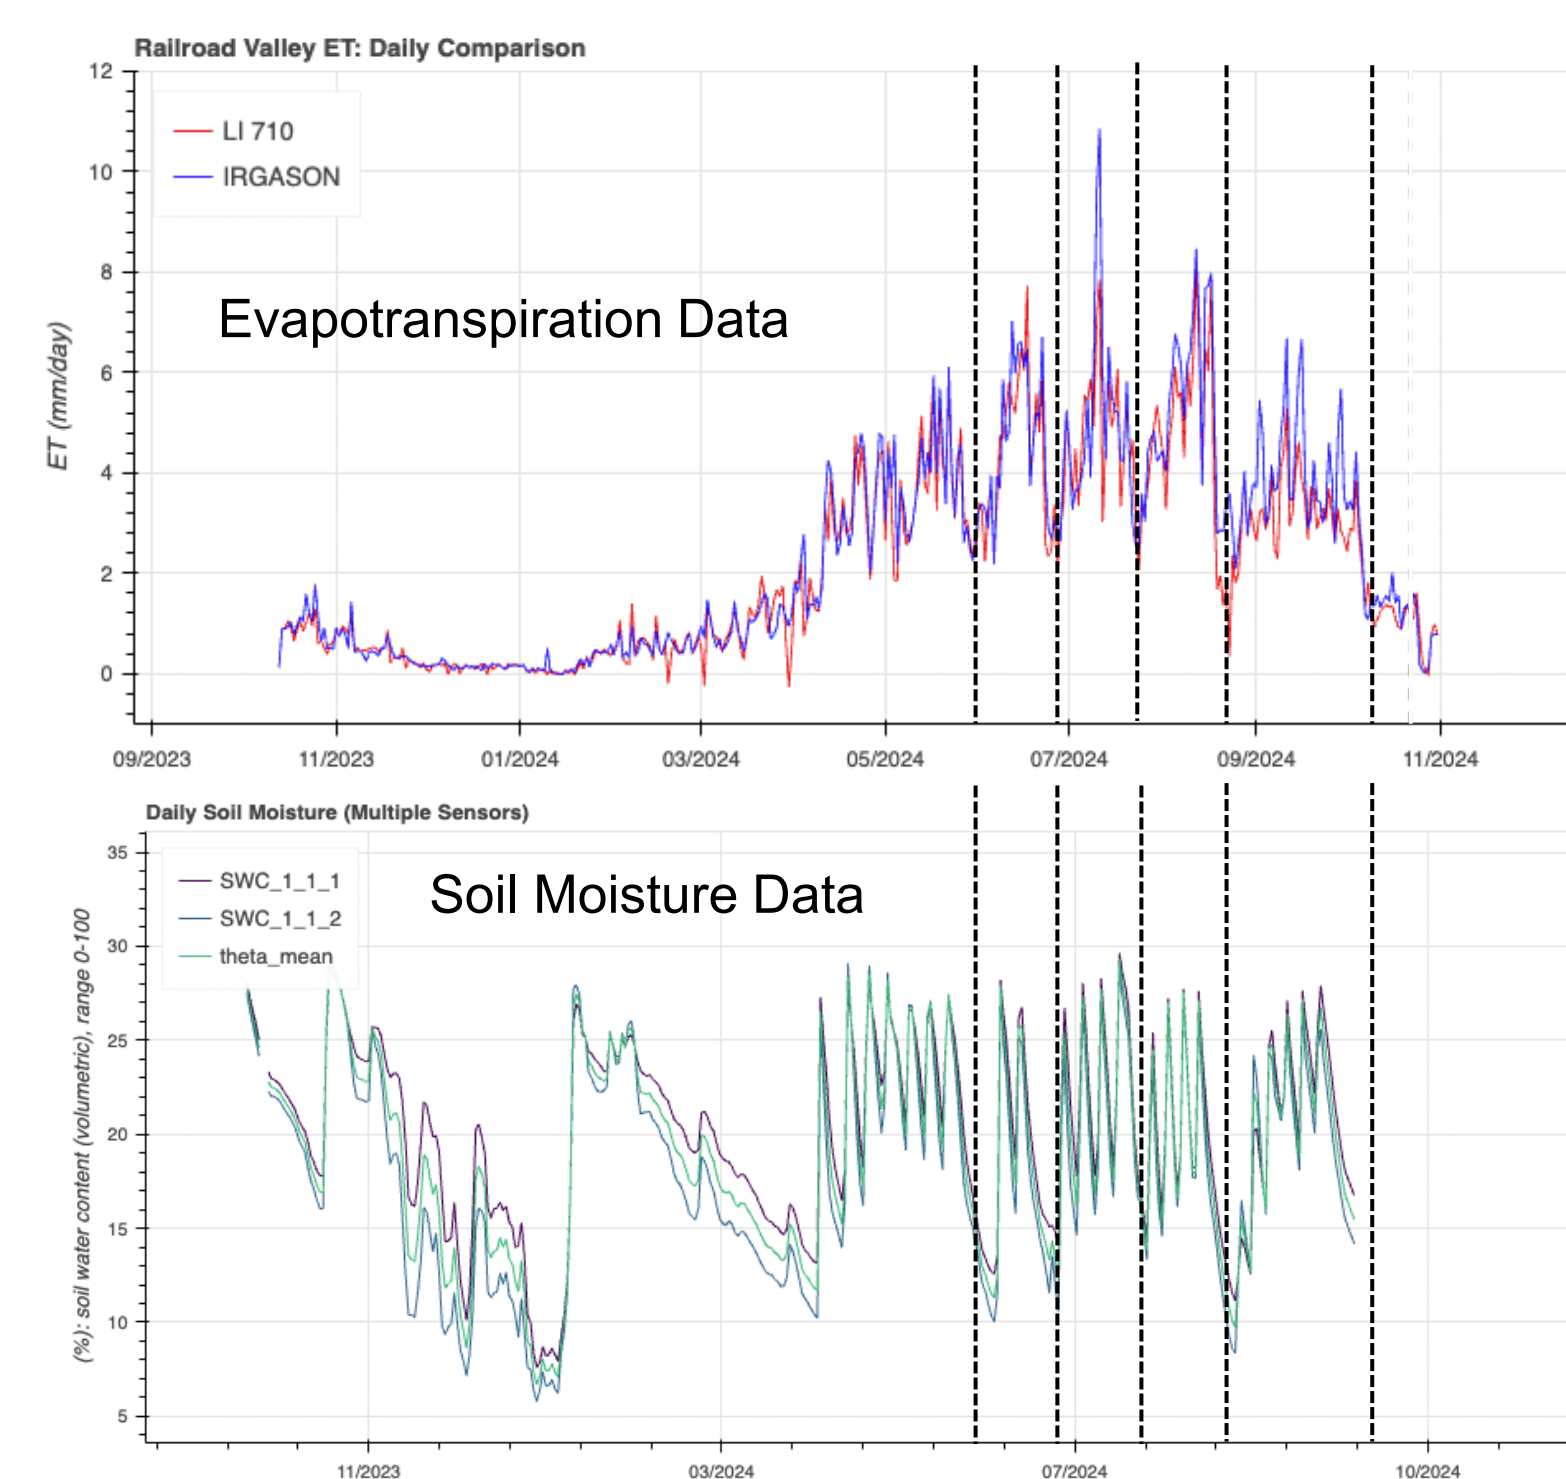 Railroad Valley ET: Daily Comparison
12
10
8
6
4
2
0
ET (mm/day)
LI 710
IRGASON
Evapotranspiration Data
09/2023 11/2023 01/2024 03/2024 05/2024 07/2024 09/2024 11/2024
Daily Soil Moisture (Multiple Sensors)
35
30
25
20
15
10
5
(%): soil water content (volumetric), range 0-100
SWC_1_1_1
SWC_1_1_2
theta_mean
Soil Moisture Data
11/2023 03/2024 07/2024 10/2024